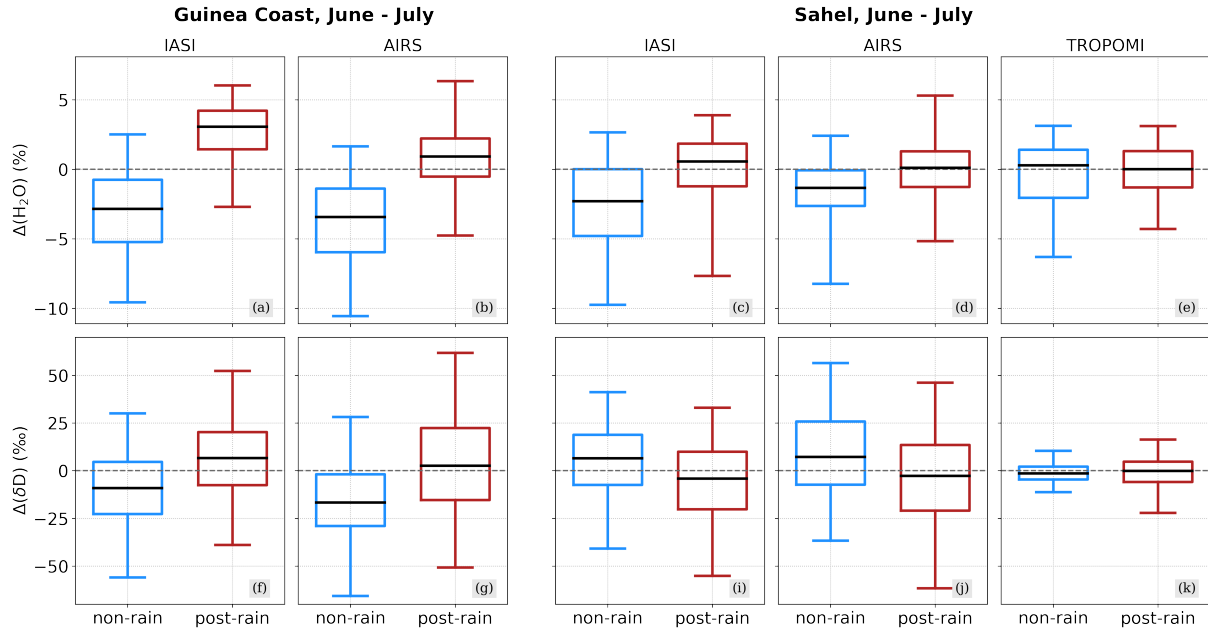 Guinea Coast, June - July
Sahel, June - July
IASI
AIRS
IASI
AIRS
TROPOMI
Δ(H₂O) (%)
5
0
−5
−10
(a)
(b)
(c)
(d)
(e)
Δ(δD) (‰)
50
25
0
−25
−50
(f)
(g)
(i)
(j)
(k)
non-rain post-rain
non-rain post-rain
non-rain post-rain
non-rain post-rain
non-rain post-rain